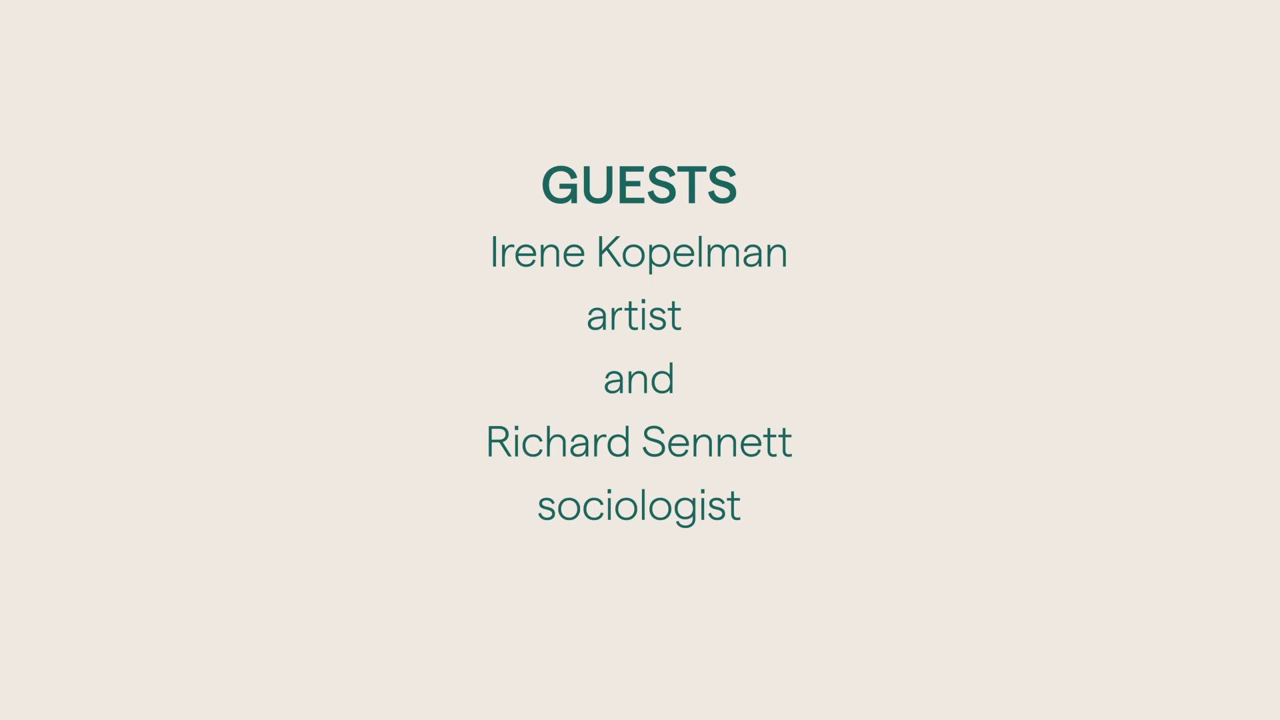 GUESTS
Irene Kopelman
artist
and
Richard Sennett
sociologist